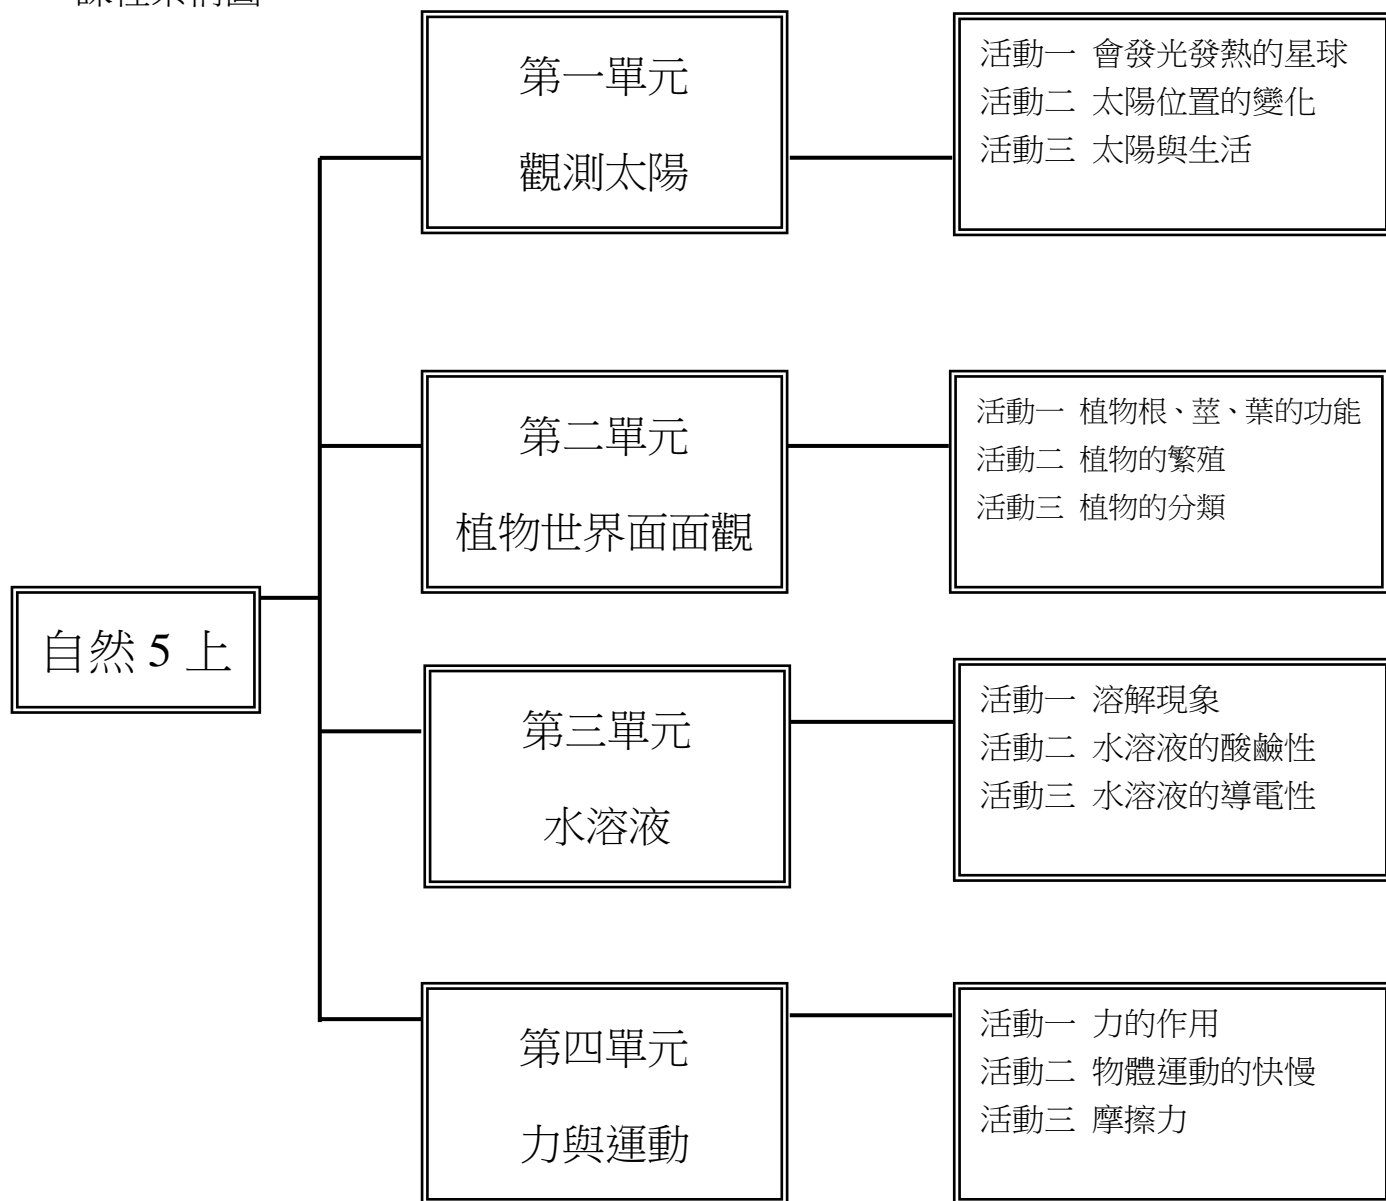 自然 5 上
第一單元
觀測太陽
活動一 會發光發熱的星球
活動二 太陽位置的變化
活動三 太陽與生活
第二單元
植物世界面面觀
活動一 植物根、莖、葉的功能
活動二 植物的繁殖
活動三 植物的分類
第三單元
水溶液
活動一 溶解現象
活動二 水溶液的酸鹼性
活動三 水溶液的導電性
第四單元
力與運動
活動一 力的作用
活動二 物體運動的快慢
活動三 摩擦力